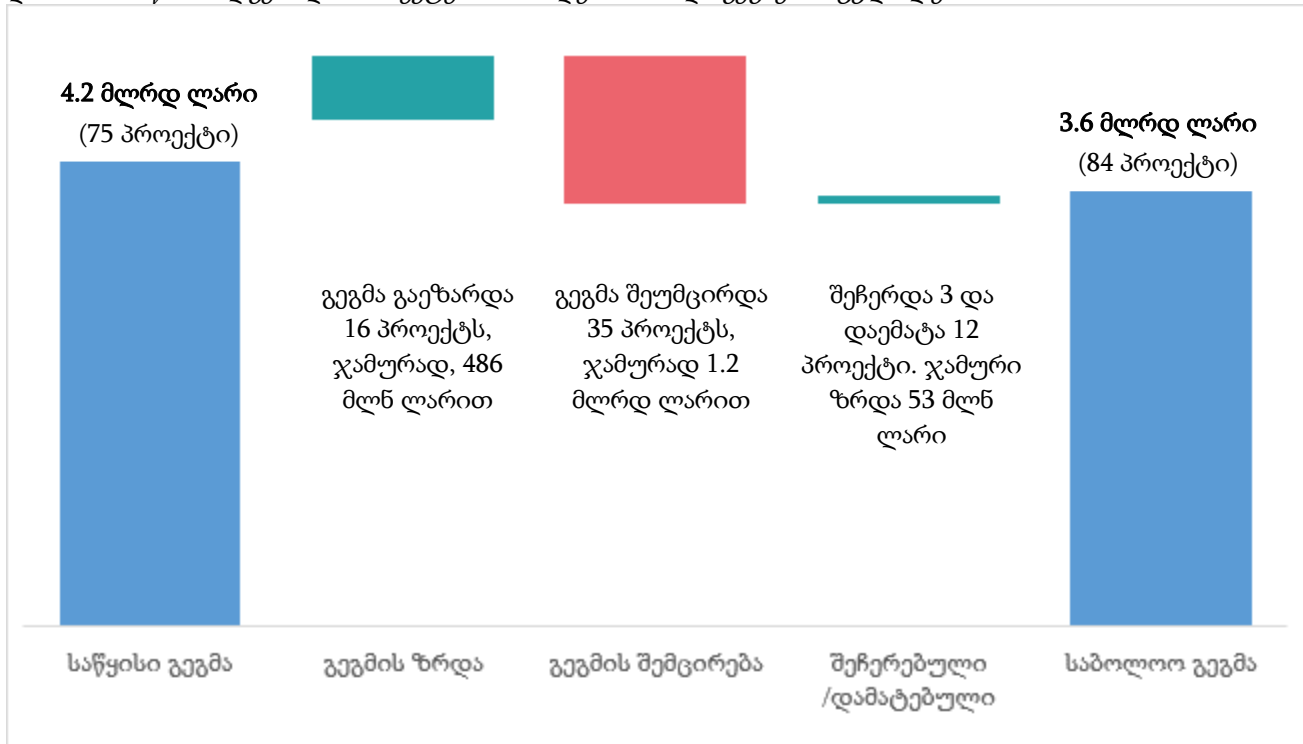 4.2 მლრდ ლარი
(75 პროექტი)
3.6 მლრდ ლარი
(84 პროექტი)
გეგმა გაეზარდა
16 პროექტს,
ჯამურად, 486
მლნ ლარით
გეგმა შეუმცირდა
35 პროექტს,
ჯამურად 1.2
მლრდ ლარით
შეჩერდა 3 და
დაემატა 12
პროექტი. ჯამური
ზრდა 53 მლნ
ლარი
საწყისი გეგმა
გეგმის ზრდა
გეგმის შემცირება
შეჩერებული
/დამატებული
საბოლოო გეგმა